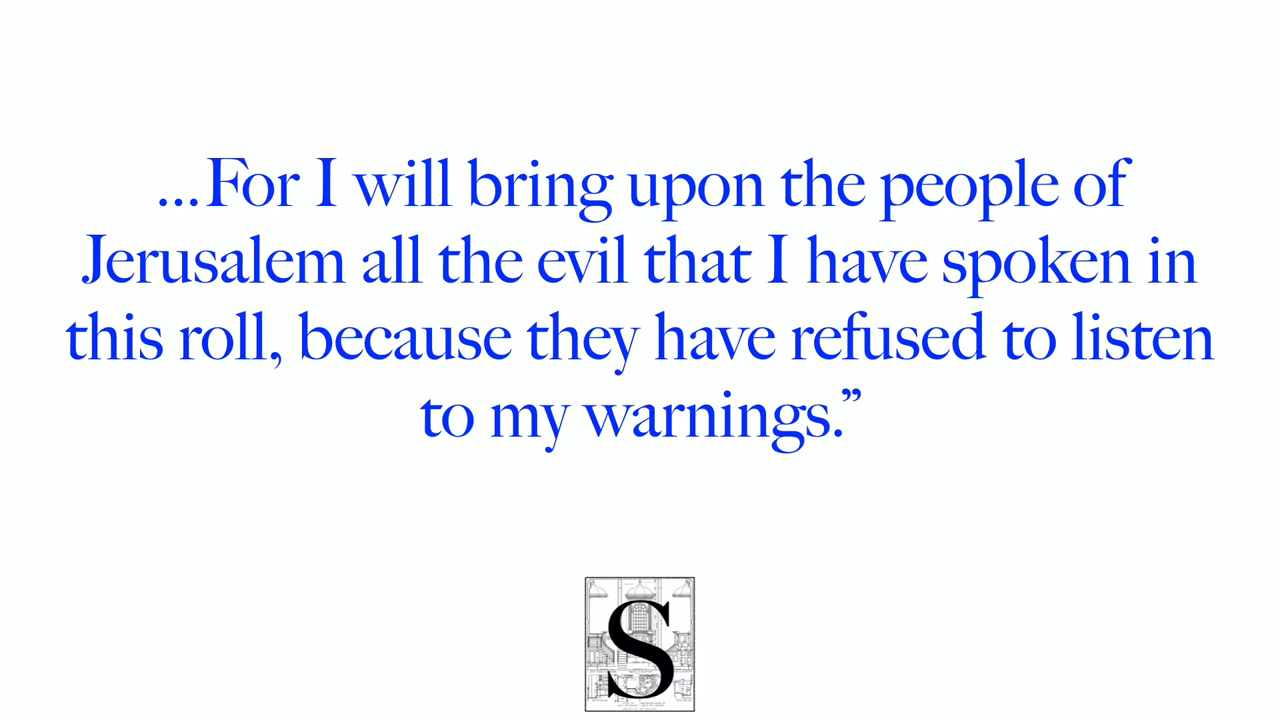 ...For I will bring upon the people of
Jerusalem all the evil that I have spoken in
this roll, because they have refused to listen
to my warnings.”
S